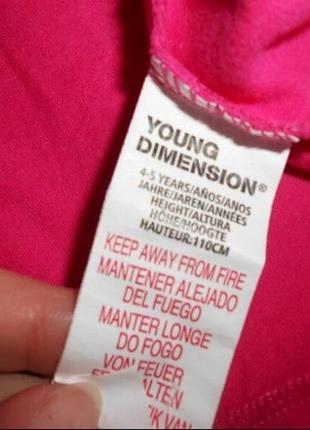 YOUNG
DIMENSION®
4-5 YEARS/AÑOS/ANOS
JAHRE/JAREN/ANNÉES
HEIGHT/ALTURA
HÖHE/HOOGTE
HAUTEUR:110CM
KEEP AWAY FROM FIRE
MANTENER ALEJADO
DEL FUEGO
MANTER LONGE
DO FOGO
VON FEUER